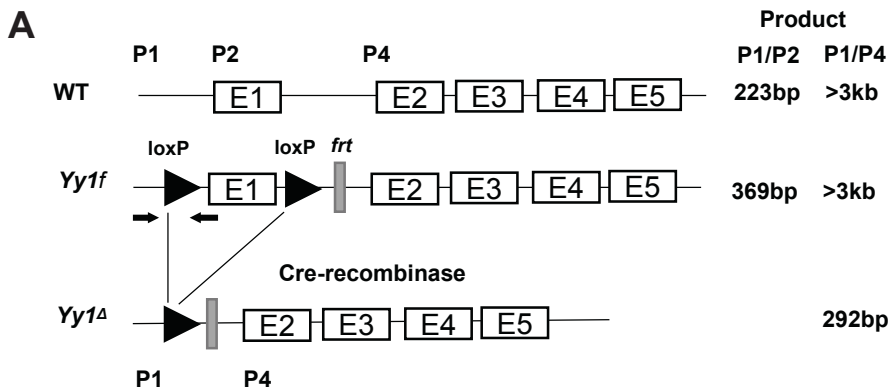 A
Product
P1 P2 P4 P1/P2 P1/P4
WT E1 E2 E3 E4 E5 223bp >3kb
loxP loxP frt
Yy1f E1 E2 E3 E4 E5 369bp >3kb
Cre-recombinase
Yy1Δ E2 E3 E4 E5 292bp
P1 P4